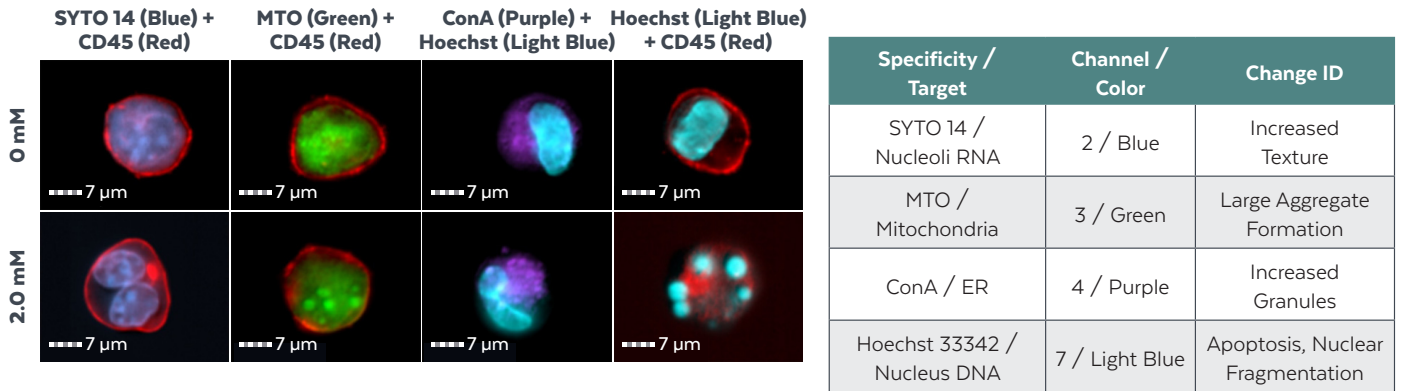 SYTO 14 (Blue) +
CD45 (Red)
MTO (Green) +
CD45 (Red)
ConA (Purple) +
Hoechst (Light Blue)
Hoechst (Light Blue)
+ CD45 (Red)
0 mM
7 μm
7 μm
7 μm
7 μm
2.0 mM
7 μm
7 μm
7 μm
7 μm
Specificity /
Target
Channel /
Color
Change ID
SYTO 14 /
Nucleoli RNA
2 / Blue
Increased
Texture
MTO /
Mitochondria
3 / Green
Large Aggregate
Formation
ConA / ER
4 / Purple
Increased
Granules
Hoechst 33342 /
Nucleus DNA
7 / Light Blue
Apoptosis, Nuclear
Fragmentation